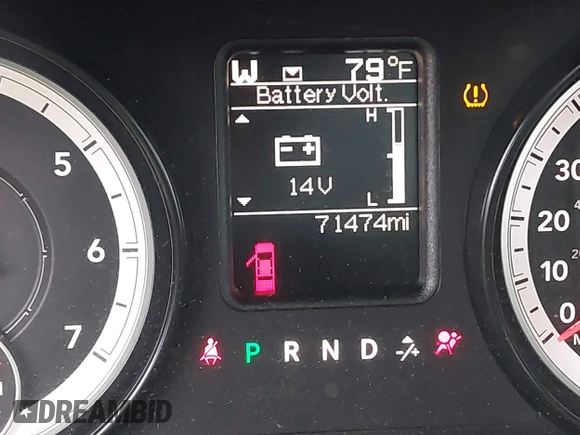 W 79°F
Battery Volt.
H
14V
L
71474mi
P R N D -/+
5
6
7
30
20
10
0
DREAMBID